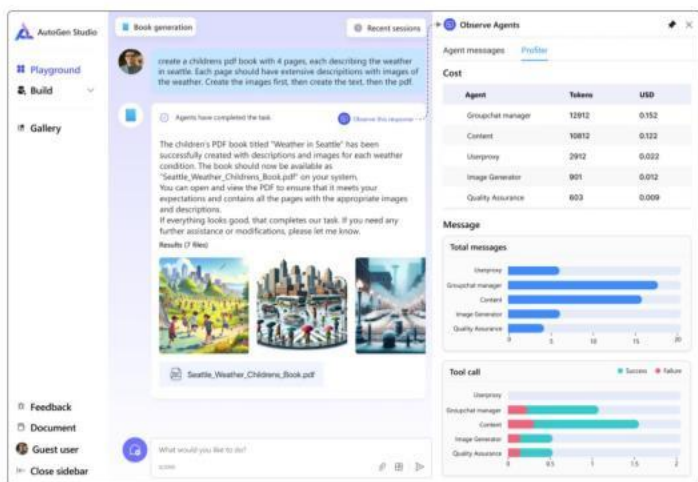 AutoGen Studio
Playground
Build
Gallery
Feedback
Document
Guest user
Close sidebar
Book generation
Recent sessions
create a childrens pdf book with 4 pages, each describing the weather
in seattle. Each page should have extensive descripitions with images of
the weather. Create the images first, then create the text, then the pdf.
Agents have completed the task.
Observe this response
The children's PDF book titled "Weather in Seattle" has been
successfully created with descriptions and images for each weather
condition. The book should now be available as
"Seattle_Weather_Childrens_Book.pdf" on your system.
You can open and view the PDF to ensure that it meets your
expectations and contains all the pages with the appropriate images
and descriptions.
If everything looks good, that completes our task. If you need any
further assistance or modifications, please let me know.
Results (7 files)
Seattle_Weather_Childrens_Book.pdf
What would you like to do?
Observe Agents
Agent messages Profiler
Cost
Agent Tokens USD
Groupchat manager 12812 0.152
Content 10812 0.122
Userproxy 2912 0.022
Image Generator 901 0.012
Quality Assurance 603 0.009
Message
Total messages
Userproxy
Groupchat manager
Content
Image Generator
Quality Assurance
0 5 10 15 20
Tool call Success Failure
Userproxy
Groupchat manager
Content
Image Generator
Quality Assurance
0 0.5 1 1.5 2